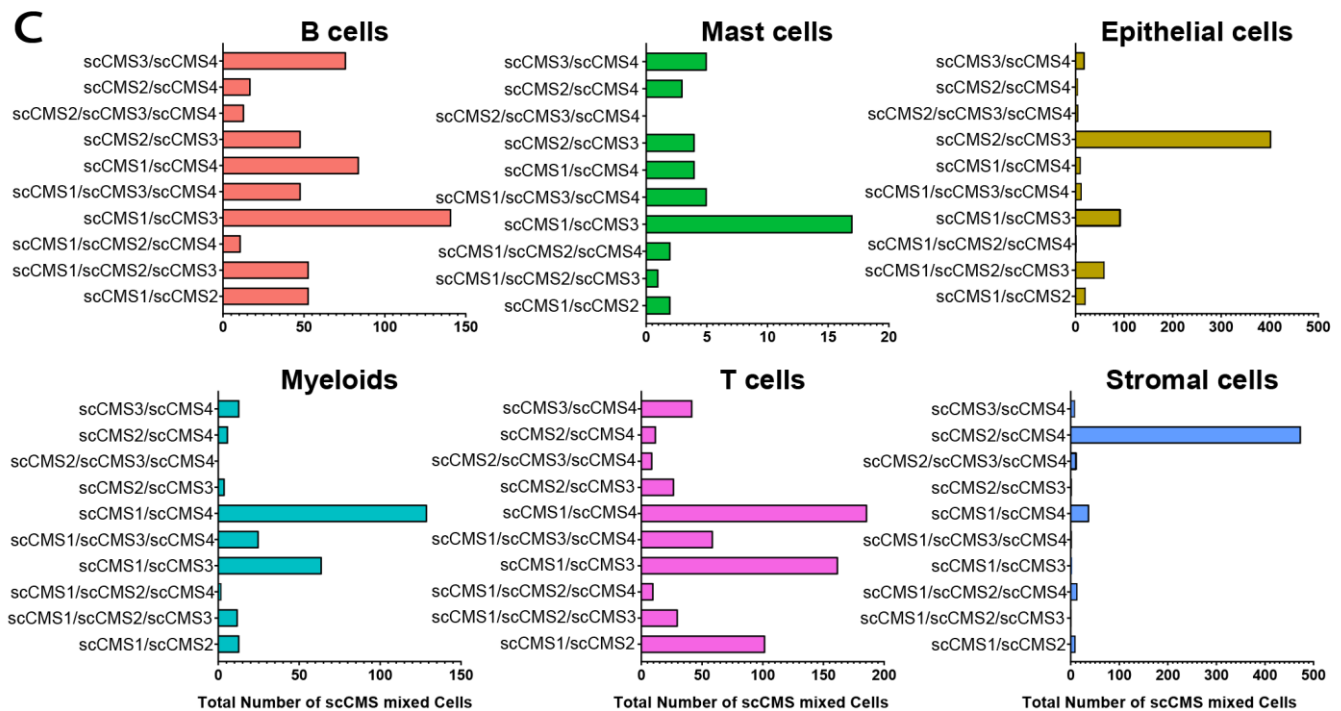 C
B cells
scCMS3/scCMS4
scCMS2/scCMS4
scCMS2/scCMS3/scCMS4
scCMS2/scCMS3
scCMS1/scCMS4
scCMS1/scCMS3/scCMS4
scCMS1/scCMS3
scCMS1/scCMS2/scCMS4
scCMS1/scCMS2/scCMS3
scCMS1/scCMS2
0 50 100 150
Mast cells
scCMS3/scCMS4
scCMS2/scCMS4
scCMS2/scCMS3/scCMS4
scCMS2/scCMS3
scCMS1/scCMS4
scCMS1/scCMS3/scCMS4
scCMS1/scCMS3
scCMS1/scCMS2/scCMS4
scCMS1/scCMS2/scCMS3
scCMS1/scCMS2
0 5 10 15 20
Epithelial cells
scCMS3/scCMS4
scCMS2/scCMS4
scCMS2/scCMS3/scCMS4
scCMS2/scCMS3
scCMS1/scCMS4
scCMS1/scCMS3/scCMS4
scCMS1/scCMS3
scCMS1/scCMS2/scCMS4
scCMS1/scCMS2/scCMS3
scCMS1/scCMS2
0 100 200 300 400 500
Myeloids
scCMS3/scCMS4
scCMS2/scCMS4
scCMS2/scCMS3/scCMS4
scCMS2/scCMS3
scCMS1/scCMS4
scCMS1/scCMS3/scCMS4
scCMS1/scCMS3
scCMS1/scCMS2/scCMS4
scCMS1/scCMS2/scCMS3
scCMS1/scCMS2
0 50 100 150
Total Number of scCMS mixed Cells
T cells
scCMS3/scCMS4
scCMS2/scCMS4
scCMS2/scCMS3/scCMS4
scCMS2/scCMS3
scCMS1/scCMS4
scCMS1/scCMS3/scCMS4
scCMS1/scCMS3
scCMS1/scCMS2/scCMS4
scCMS1/scCMS2/scCMS3
scCMS1/scCMS2
0 50 100 150 200
Total Number of scCMS mixed Cells
Stromal cells
scCMS3/scCMS4
scCMS2/scCMS4
scCMS2/scCMS3/scCMS4
scCMS2/scCMS3
scCMS1/scCMS4
scCMS1/scCMS3/scCMS4
scCMS1/scCMS3
scCMS1/scCMS2/scCMS4
scCMS1/scCMS2/scCMS3
scCMS1/scCMS2
0 100 200 300 400 500
Total Number of scCMS mixed Cells